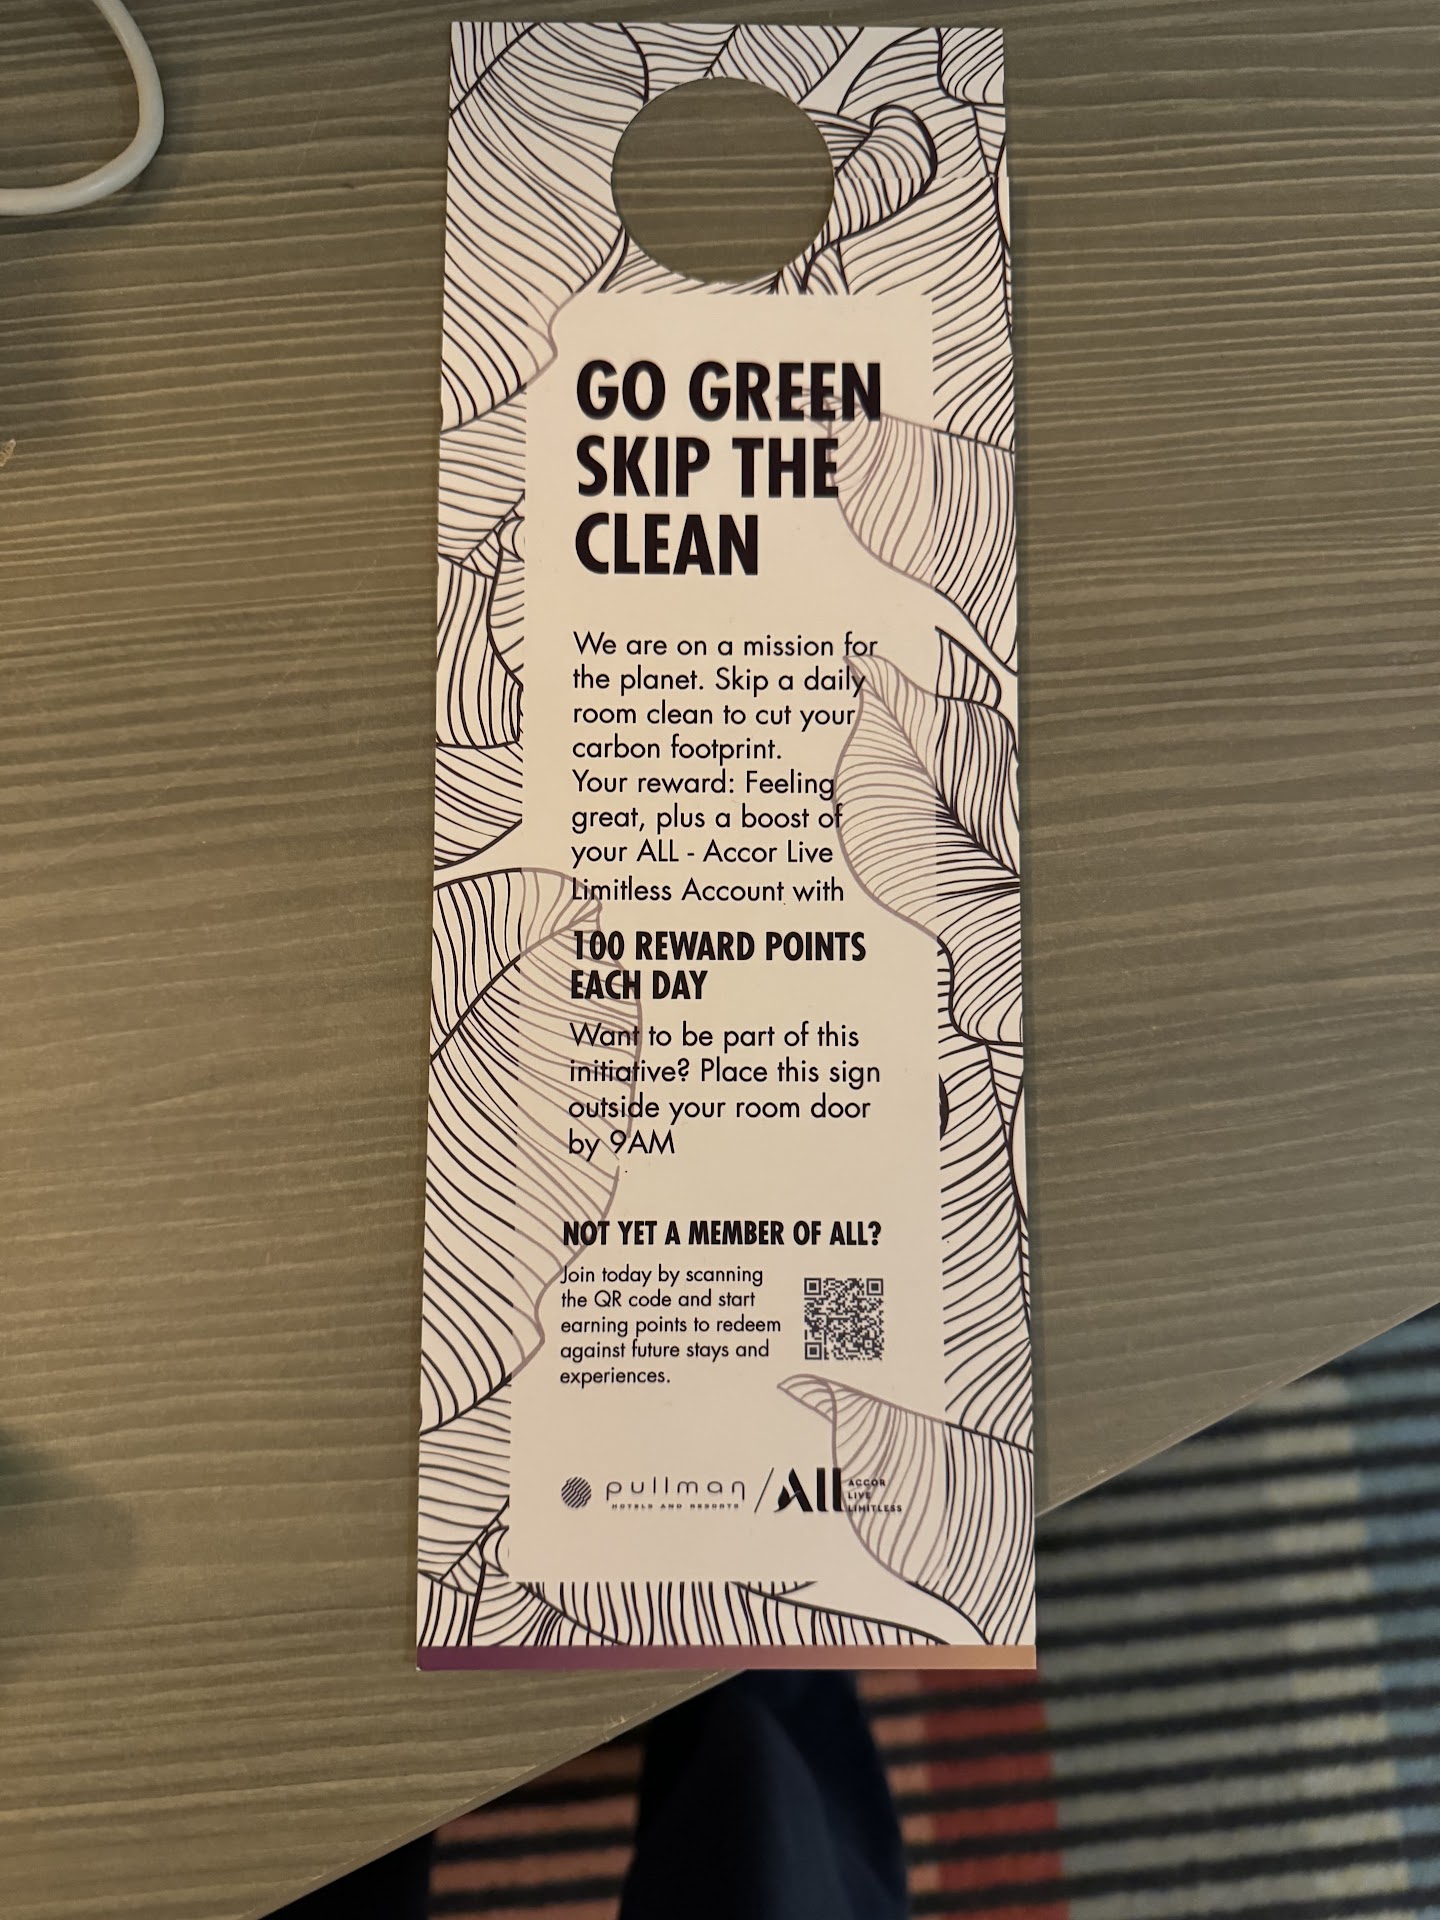 GO GREEN
SKIP THE
CLEAN
We are on a mission for
the planet. Skip a daily
room clean to cut your
carbon footprint.
Your reward: Feeling
great, plus a boost of
your ALL - Accor Live
Limitless Account with
100 REWARD POINTS
EACH DAY
Want to be part of this
initiative? Place this sign
outside your room door
by 9AM
NOT YET A MEMBER OF ALL?
Join today by scanning
the QR code and start
earning points to redeem
against future stays and
experiences.
pullman
HOTELS AND RESORTS
ALL
ACCOR
LIVE
LIMITLESS